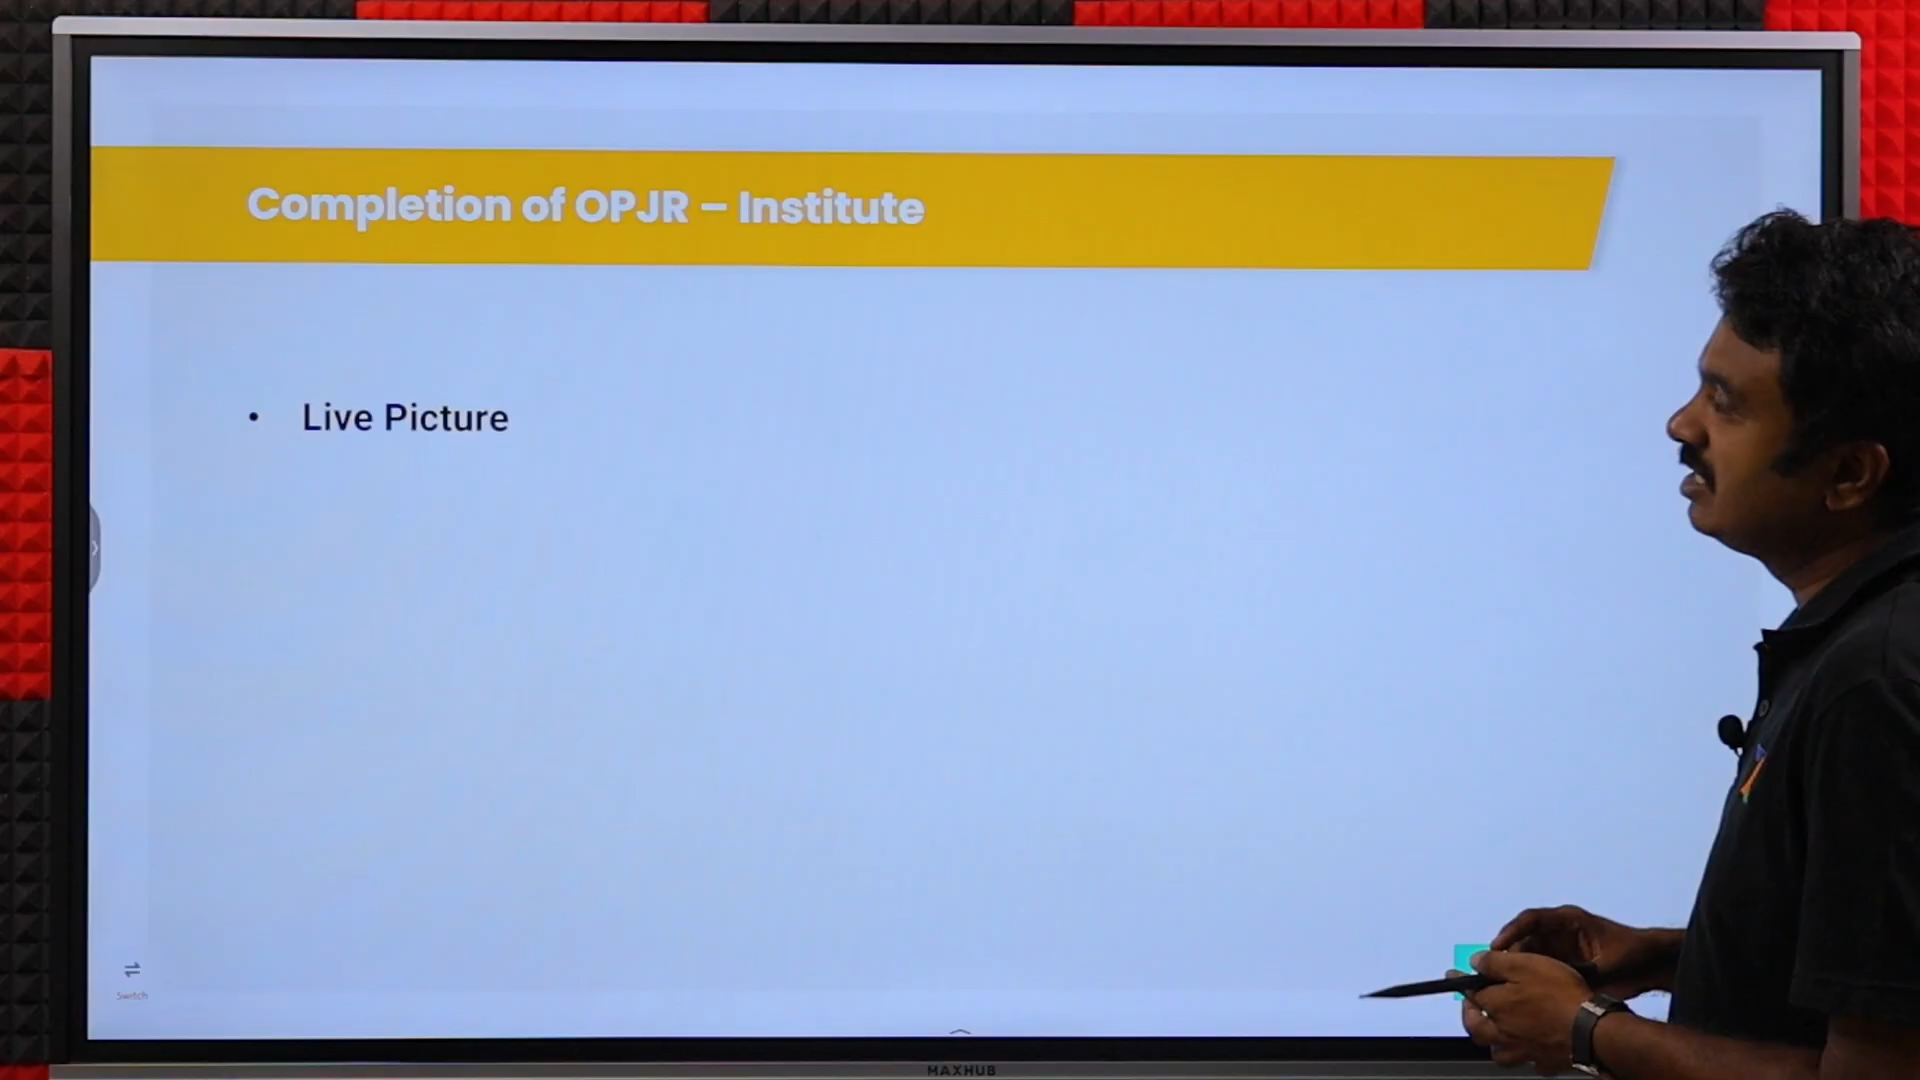 Completion of OPJR – Institute
• Live Picture
Switch
MAXHUB